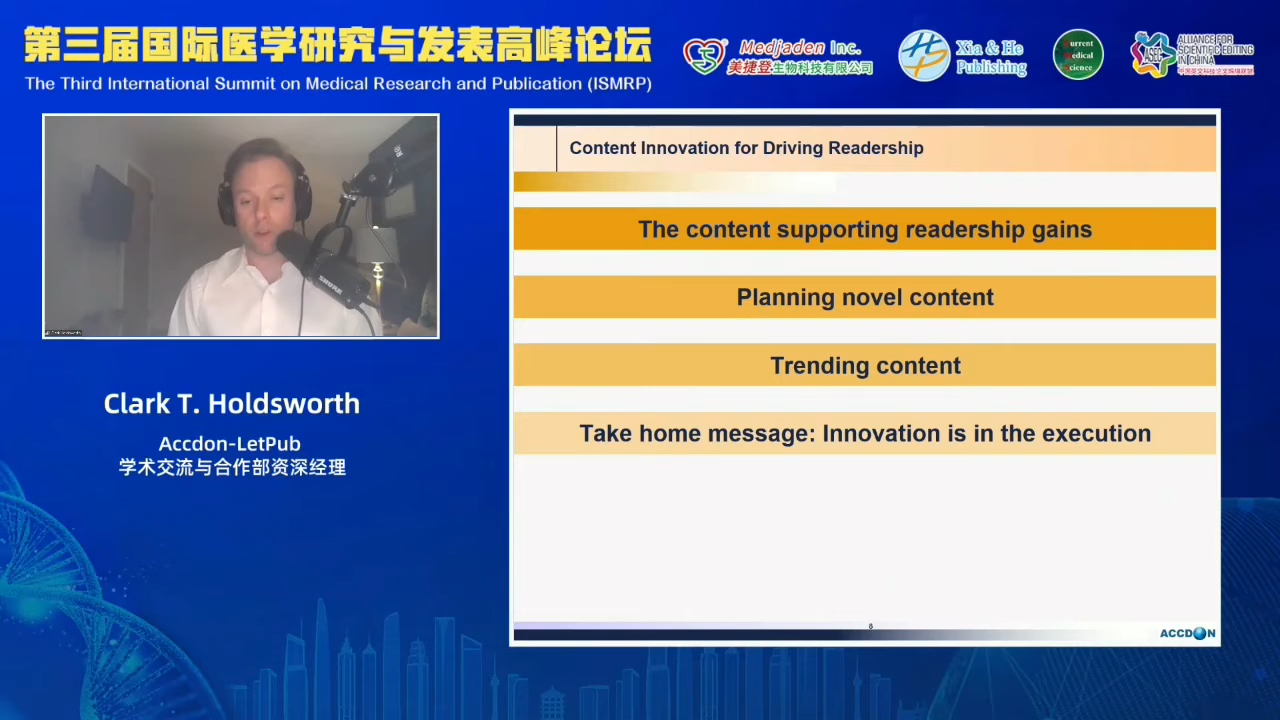 第三届国际医学研究与发表高峰论坛
The Third International Summit on Medical Research and Publication (ISMRP)
Medjaden Inc.
美捷登生物科技有限公司
Xia & He
Publishing
Current
Medical
Science
ALLIANCE FOR
SCIENTIFIC EDITING
IN CHINA
SHURE
Clark T. Holdsworth
Accdon-LetPub
学术交流与合作部资深经理
Content Innovation for Driving Readership
The content supporting readership gains
Planning novel content
Trending content
Take home message: Innovation is in the execution
8
ACCDON